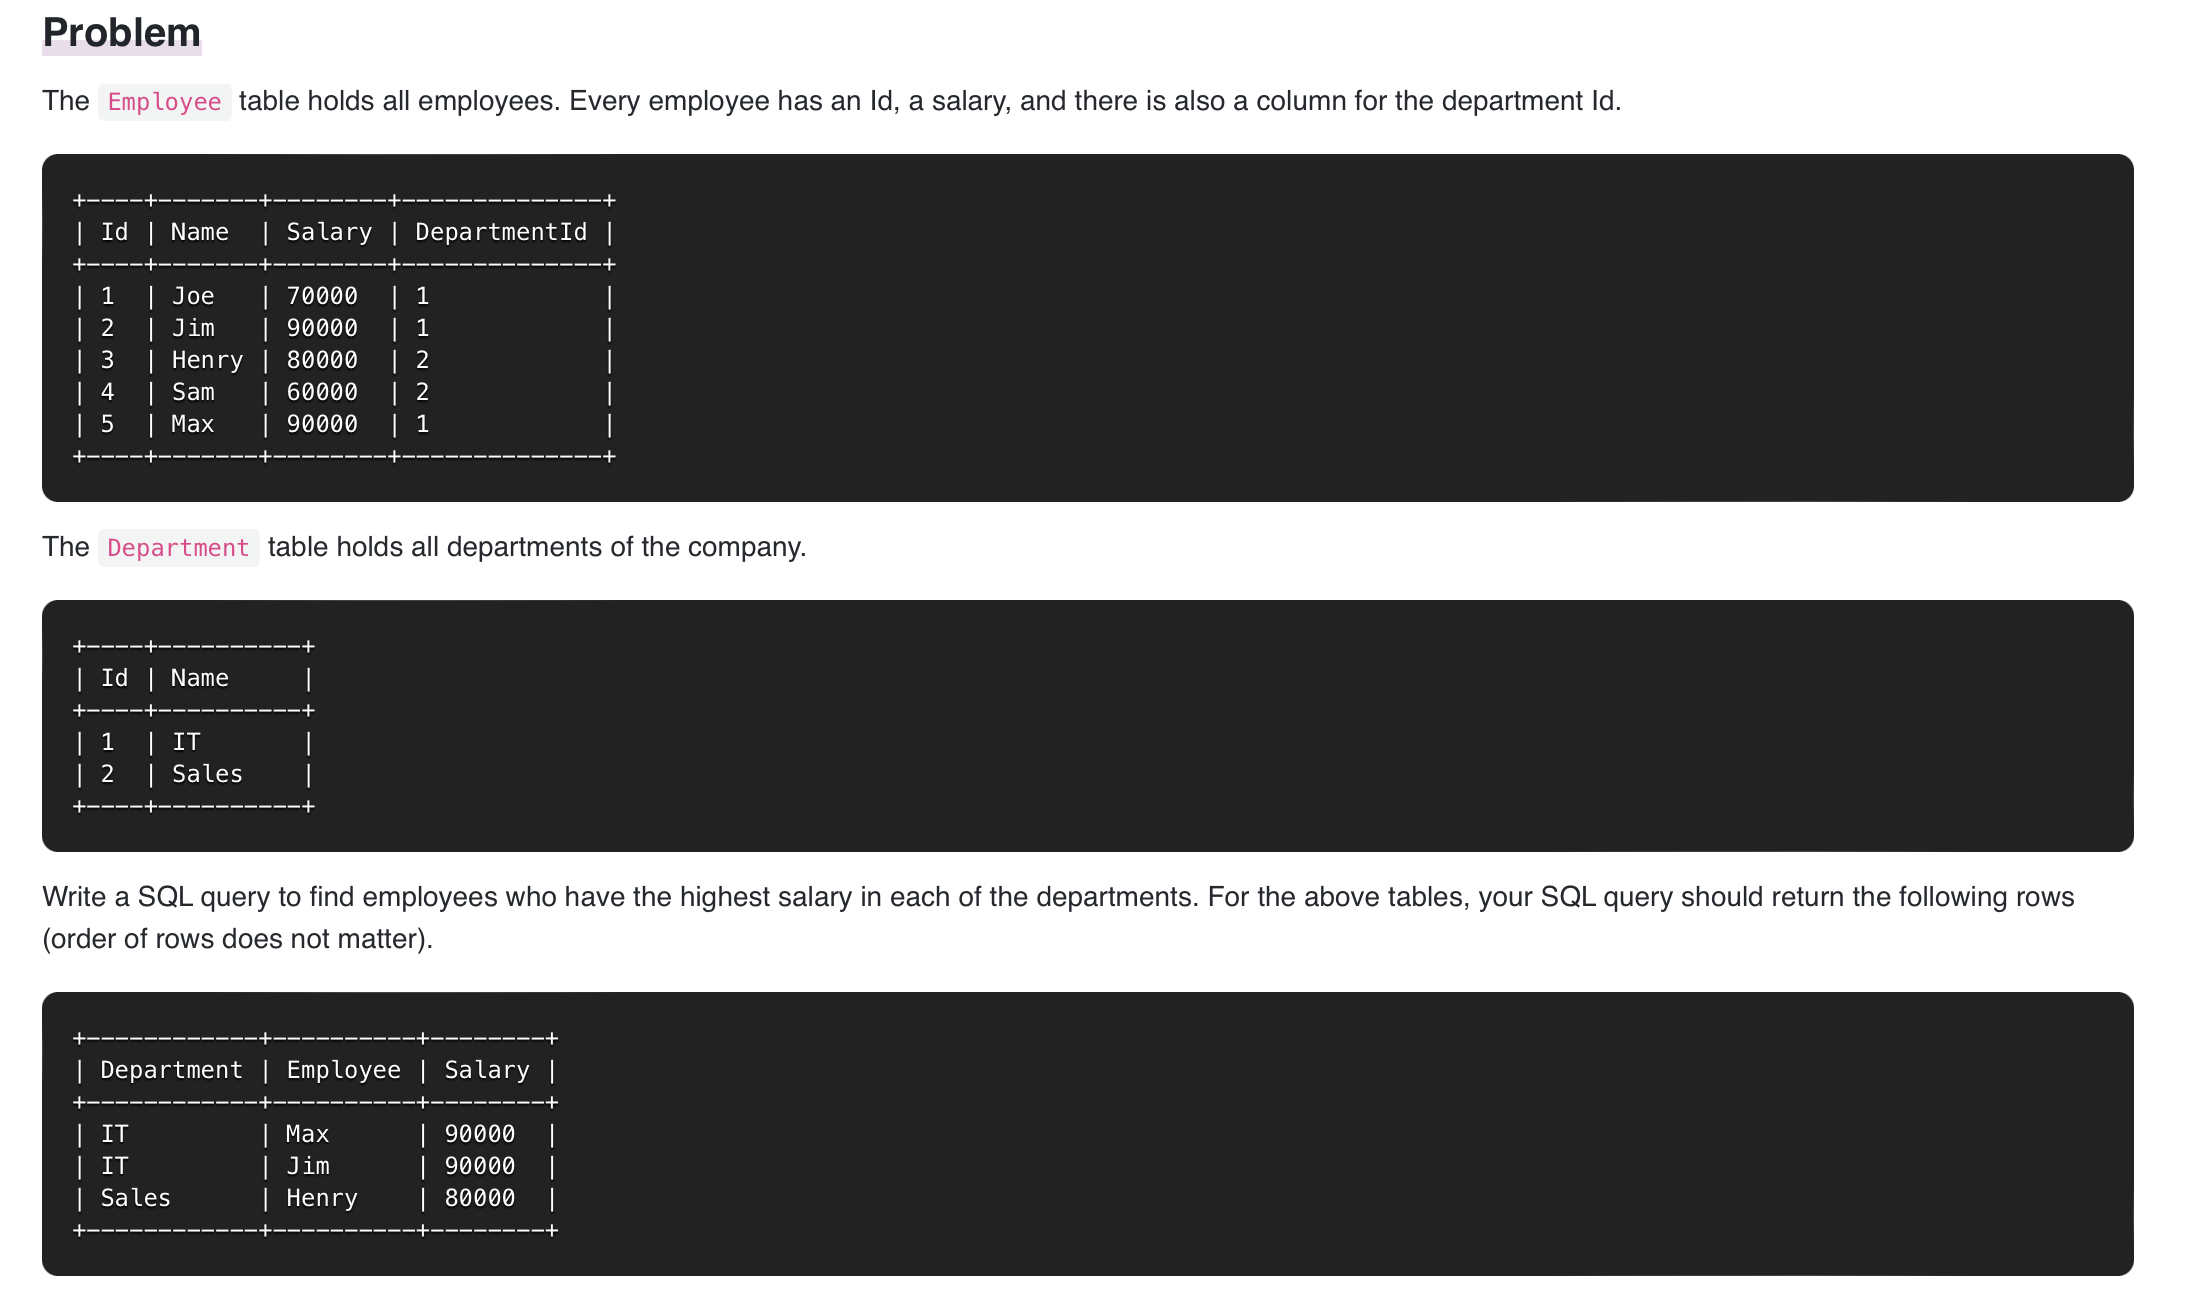 Problem
The Employee table holds all employees. Every employee has an Id, a salary, and there is also a column for the department Id.
+----+-------+--------+--------------+
| Id | Name  | Salary | DepartmentId |
+----+-------+--------+--------------+
| 1  | Joe   | 70000  | 1            |
| 2  | Jim   | 90000  | 1            |
| 3  | Henry | 80000  | 2            |
| 4  | Sam   | 60000  | 2            |
| 5  | Max   | 90000  | 1            |
+----+-------+--------+--------------+
The Department table holds all departments of the company.
+----+----------+
| Id | Name     |
+----+----------+
| 1  | IT       |
| 2  | Sales    |
+----+----------+
Write a SQL query to find employees who have the highest salary in each of the departments. For the above tables, your SQL query should return the following rows
(order of rows does not matter).
+------------+----------+--------+
| Department | Employee | Salary |
+------------+----------+--------+
| IT         | Max      | 90000  |
| IT         | Jim      | 90000  |
| Sales      | Henry    | 80000  |
+------------+----------+--------+